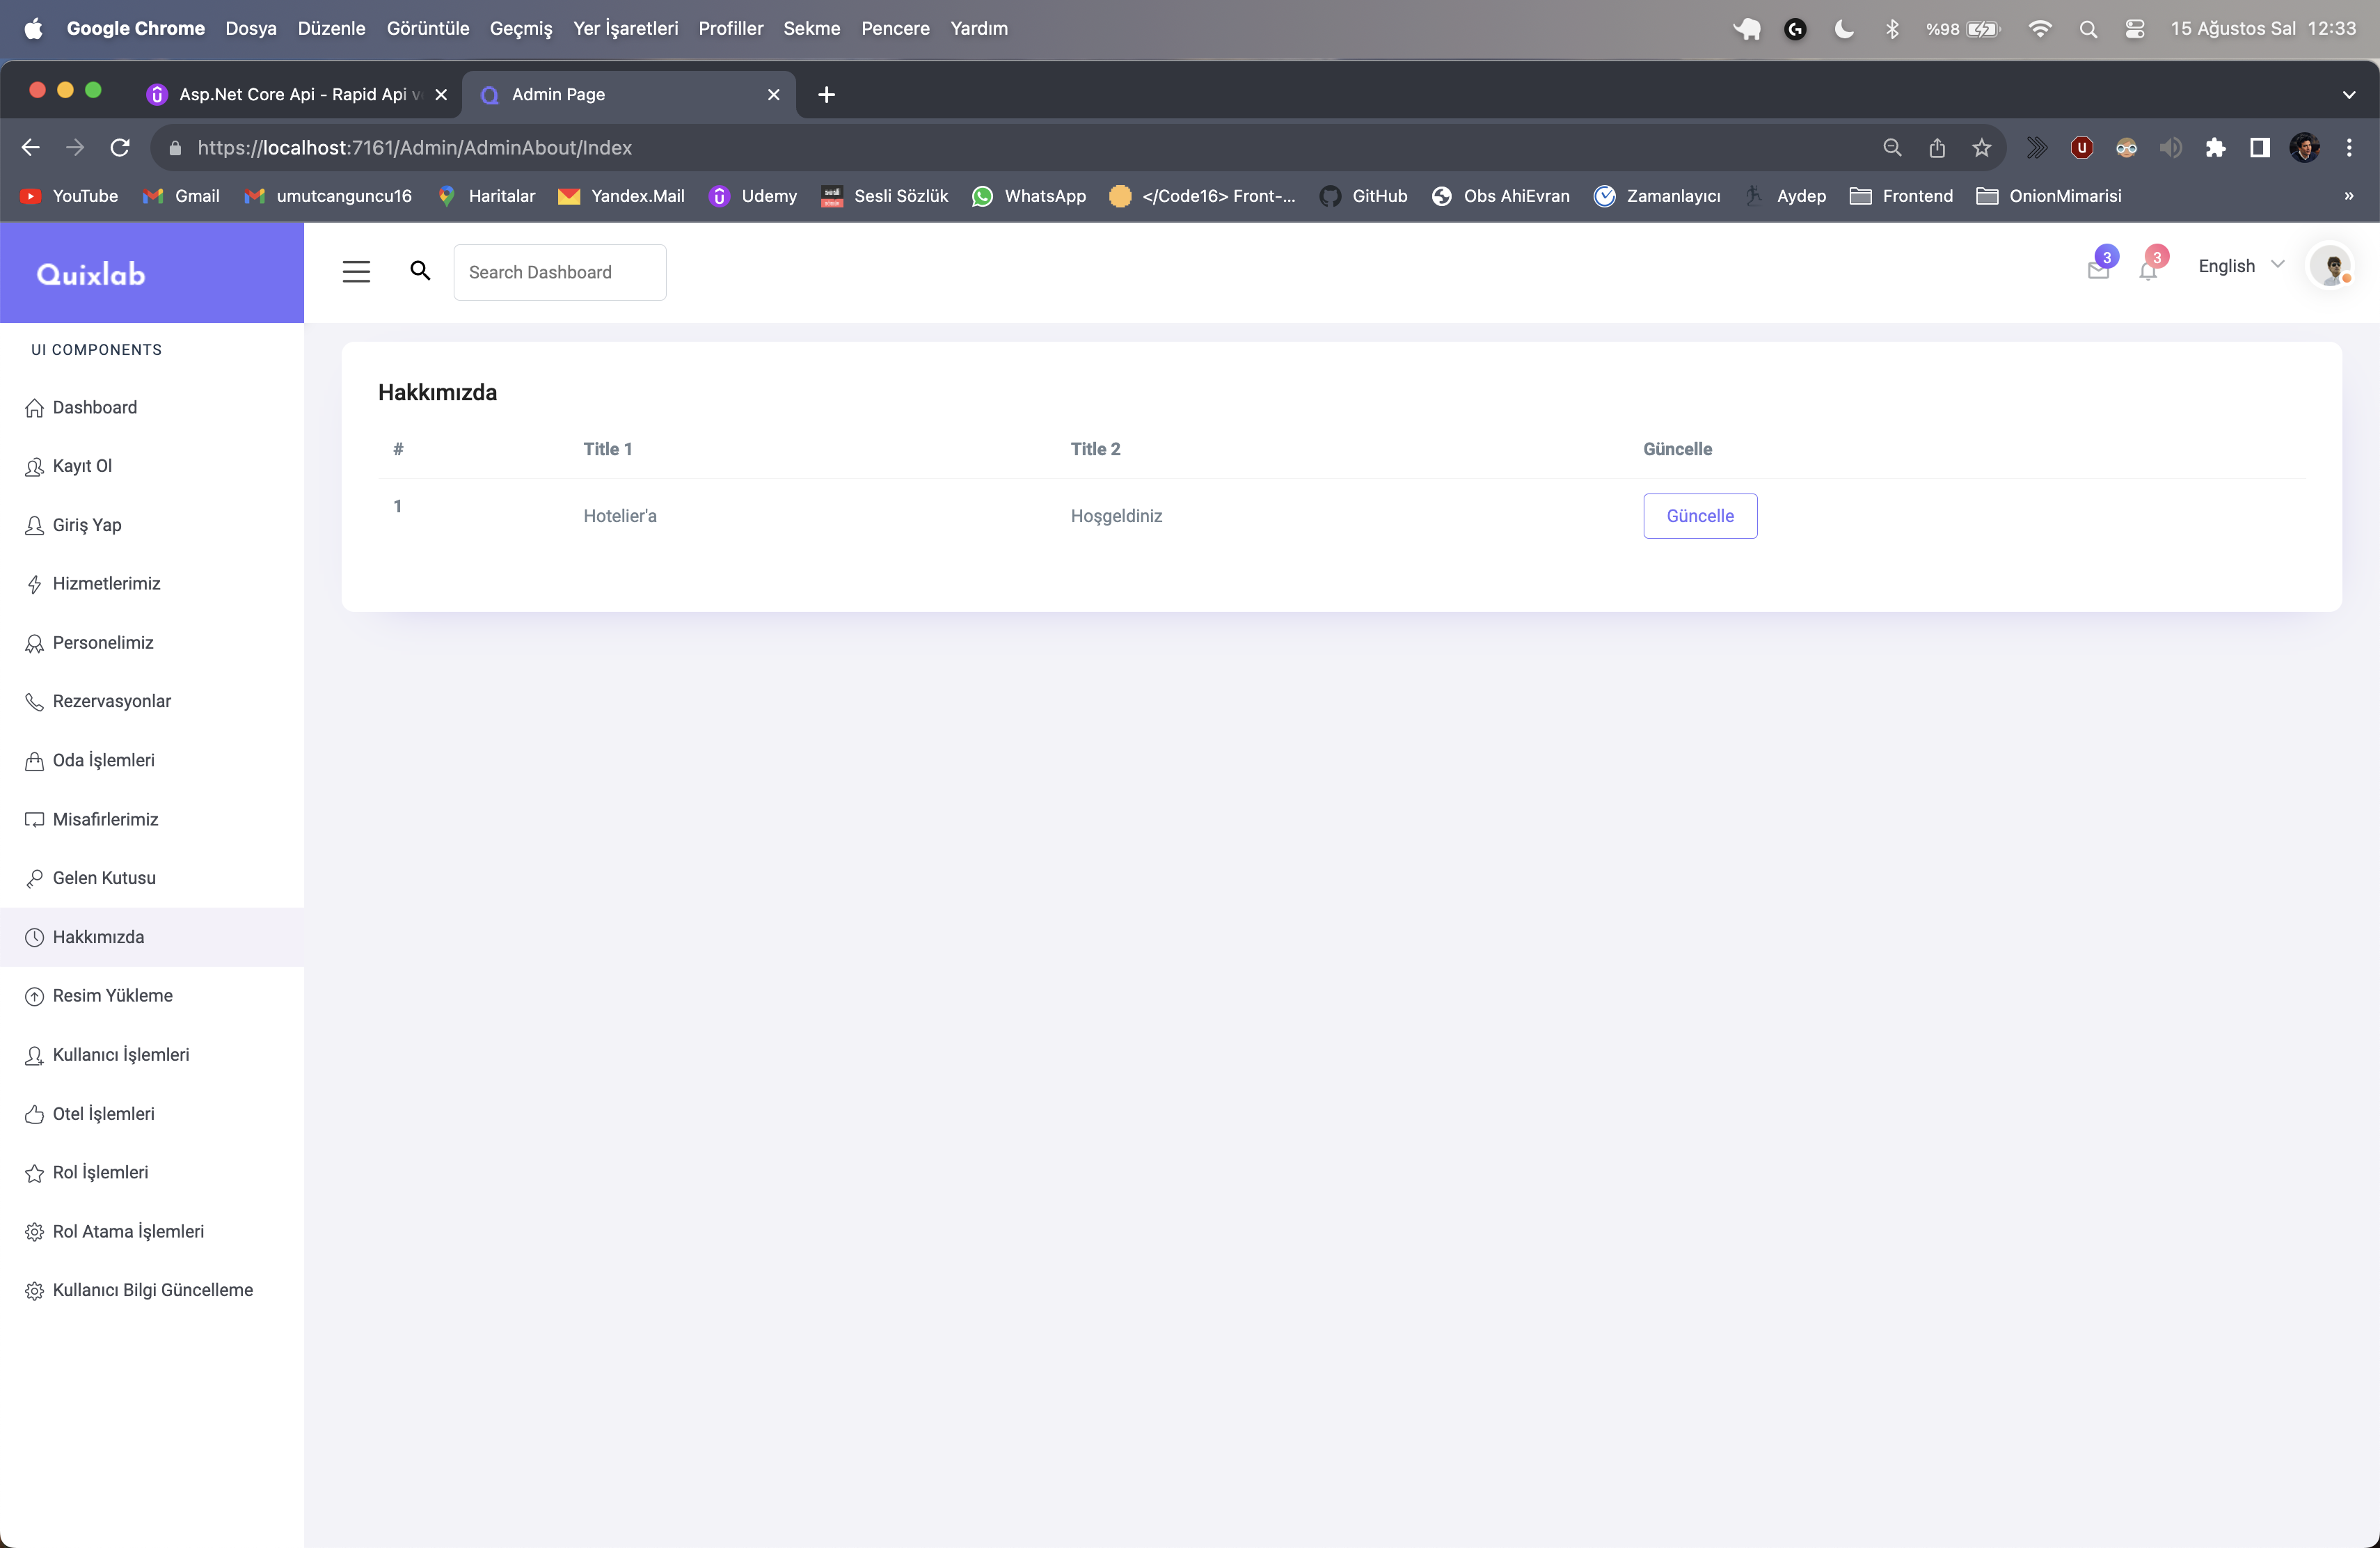 Google Chrome Dosya Düzenle Görüntüle Geçmiş Yer İşaretleri Profiller Sekme Pencere Yardım %98 15 Ağustos Sal 12:33
Asp.Net Core Api - Rapid Api v Admin Page
https://localhost:7161/Admin/AdminAbout/Index
YouTube Gmail umutcanguncu16 Haritalar Yandex.Mail Udemy Sesli Sözlük WhatsApp </Code16> Front-... GitHub Obs AhiEvran Zamanlayıcı Aydep Frontend OnionMimarisi »
Quixlab
Search Dashboard
3 3 English
UI COMPONENTS
Dashboard
Kayıt Ol
Giriş Yap
Hizmetlerimiz
Personelimiz
Rezervasyonlar
Oda İşlemleri
Misafirlerimiz
Gelen Kutusu
Hakkımızda
Resim Yükleme
Kullanıcı İşlemleri
Otel İşlemleri
Rol İşlemleri
Rol Atama İşlemleri
Kullanıcı Bilgi Güncelleme
Hakkımızda
# Title 1 Title 2 Güncelle
1 Hotelier'a Hoşgeldiniz Güncelle